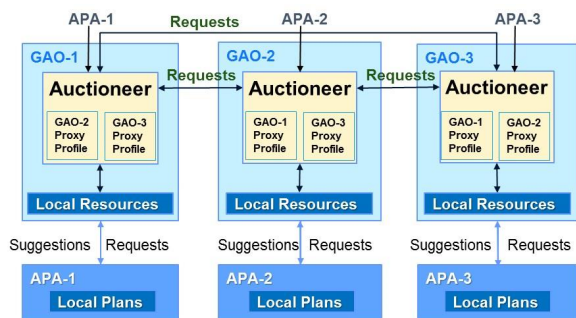 APA-1 Requests APA-2 APA-3
GAO-1 GAO-2 GAO-3
Requests Requests
Auctioneer Auctioneer Auctioneer
GAO-2 GAO-3 GAO-1 GAO-3 GAO-1 GAO-2
Proxy Proxy Proxy Proxy Proxy Proxy
Profile Profile Profile Profile Profile Profile
Local Resources Local Resources Local Resources
Suggestions Requests Suggestions Requests Suggestions Requests
APA-1 APA-2 APA-3
Local Plans Local Plans Local Plans